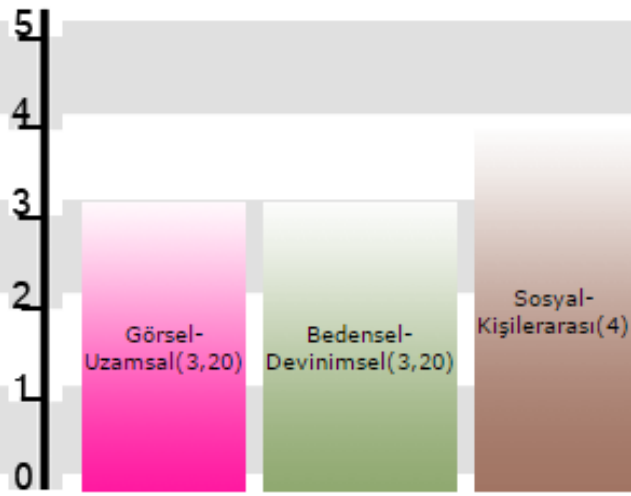 5
4
3
2
1
0
Görsel-
Uzamsal(3,20)
Bedensel-
Devinimsel(3,20)
Sosyal-
Kişilerarası(4)